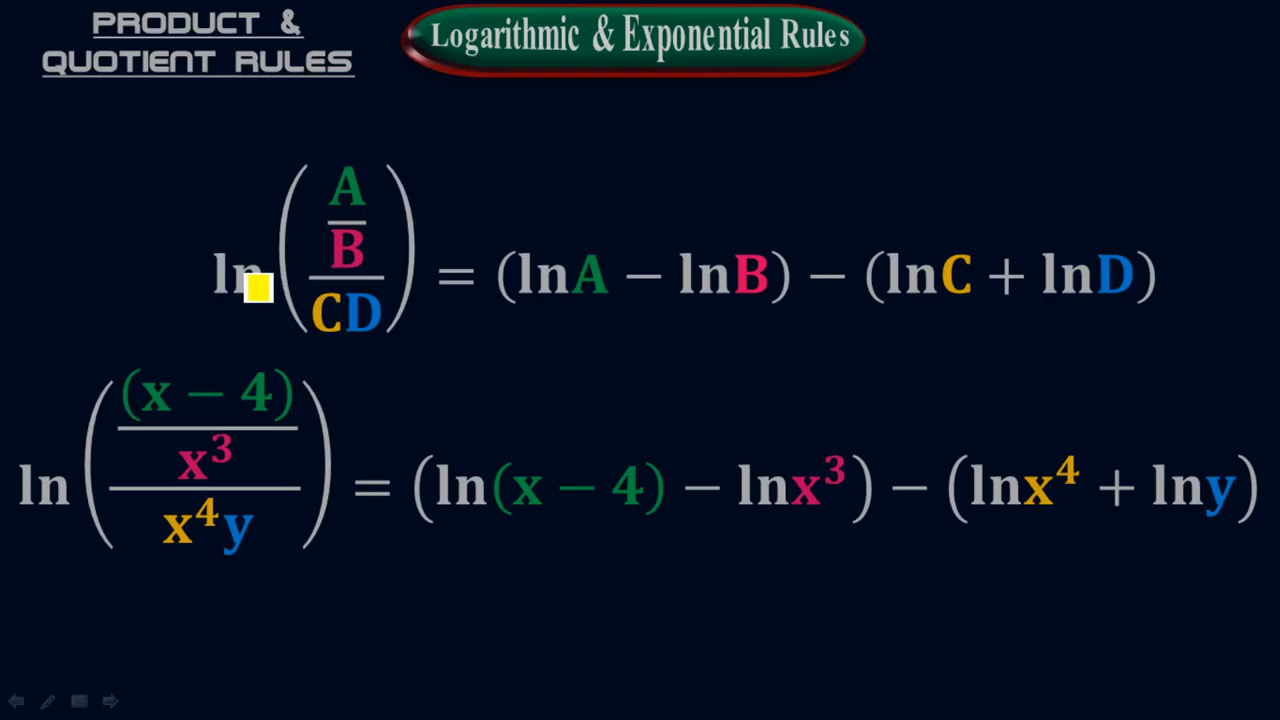 PRODUCT &
QUOTIENT RULES
Logarithmic & Exponential Rules
ln((A/B)/(CD)) = (lnA − lnB) − (lnC + lnD)
ln(((x − 4)/x³)/(x⁴y)) = (ln(x − 4) − lnx³) − (lnx⁴ + lny)